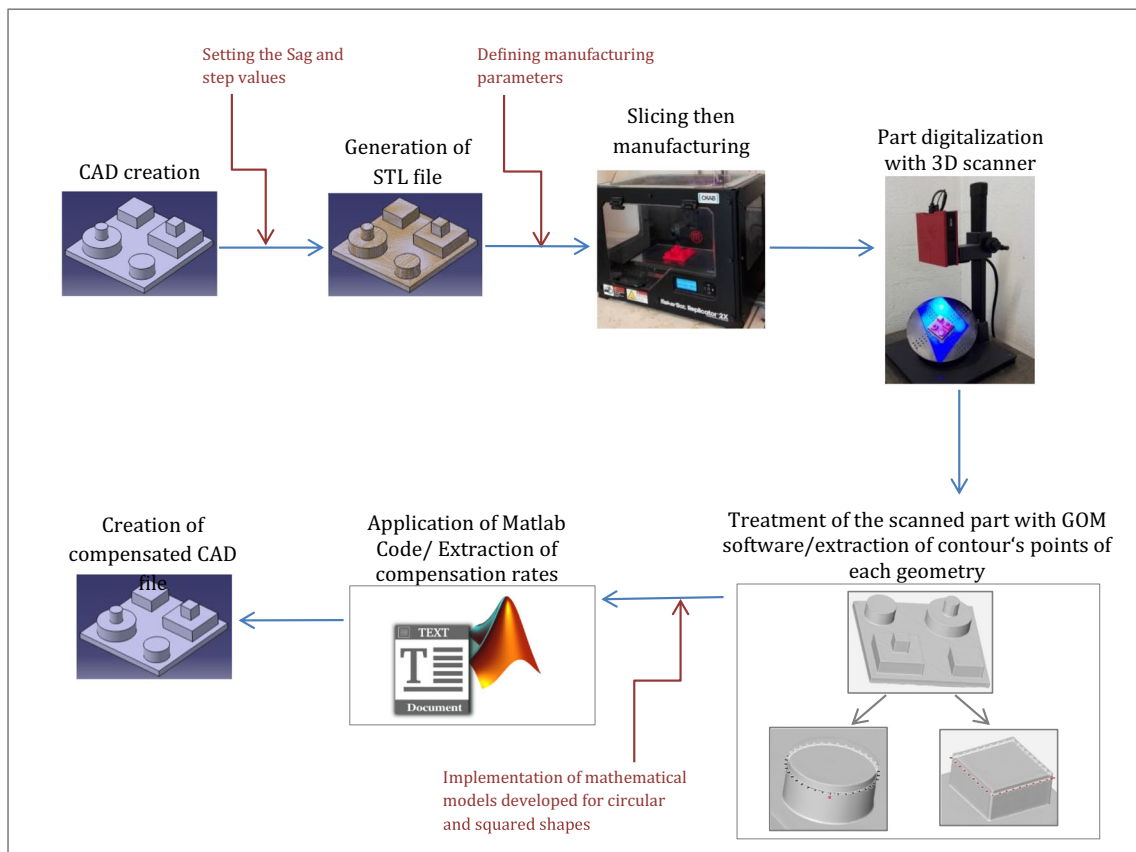 Setting the Sag and
step values
Defining manufacturing
parameters
CAD creation
Generation of
STL file
Slicing then
manufacturing
Part digitalization
with 3D scanner
MakerBot Replicator 2X
Creation of
compensated CAD
file
Application of Matlab
Code/ Extraction of
compensation rates
TEXT
T
Document
Treatment of the scanned part with GOM
software/extraction of contour‘s points of
each geometry
Implementation of mathematical
models developed for circular
and squared shapes